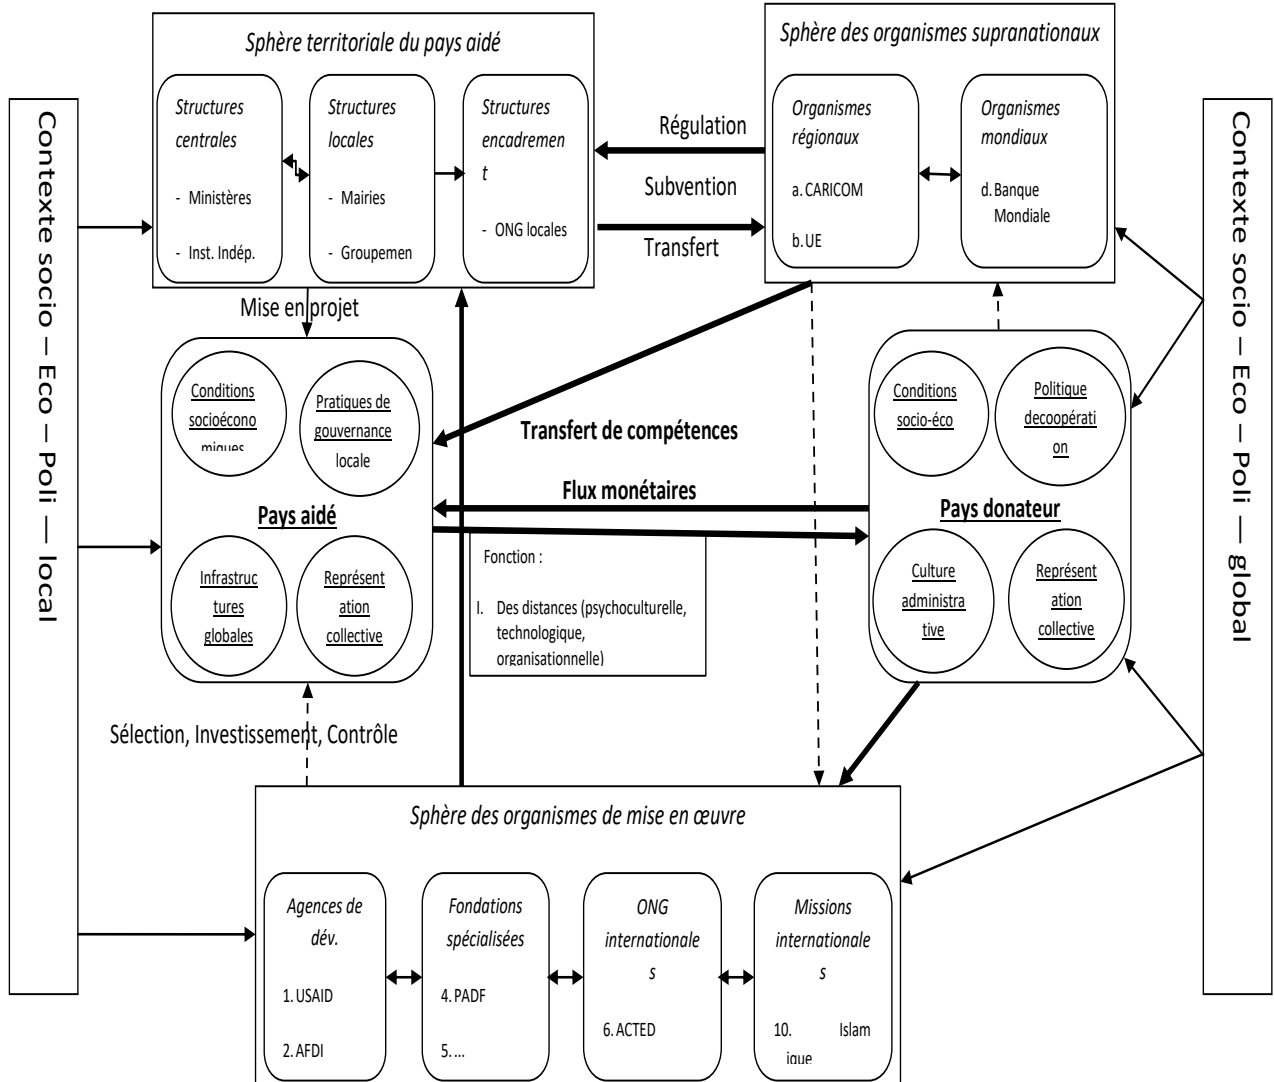 Sphère territoriale du pays aidé
Structures
centrales
- Ministères
- Inst. Indép.
Structures
locales
- Mairies
- Groupemen
Structures
encadremen
t
- ONG locales
Sphère des organismes supranationaux
Organismes
régionaux
a. CARICOM
b. UE
Organismes
mondiaux
d. Banque
Mondiale
Régulation
Subvention
Transfert
Contexte socio – Eco – Poli — local
Contexte socio – Eco – Poli — global
Mise en projet
Conditions
socioécono
miques
Pratiques de
gouvernance
locale
Pays aidé
Infrastruc
tures
globales
Représent
ation
collective
Transfert de compétences
Flux monétaires
Fonction :
I. Des distances (psychoculturelle,
technologique,
organisationnelle)
Conditions
socio-éco
Politique
decoopérati
on
Pays donateur
Culture
administra
tive
Représent
ation
collective
Sélection, Investissement, Contrôle
Sphère des organismes de mise en œuvre
Agences de
dév.
1. USAID
2. AFDI
Fondations
spécialisées
4. PADF
5. ...
ONG
internationale
s
6. ACTED
Missions
internationale
s
10. Islam
ique